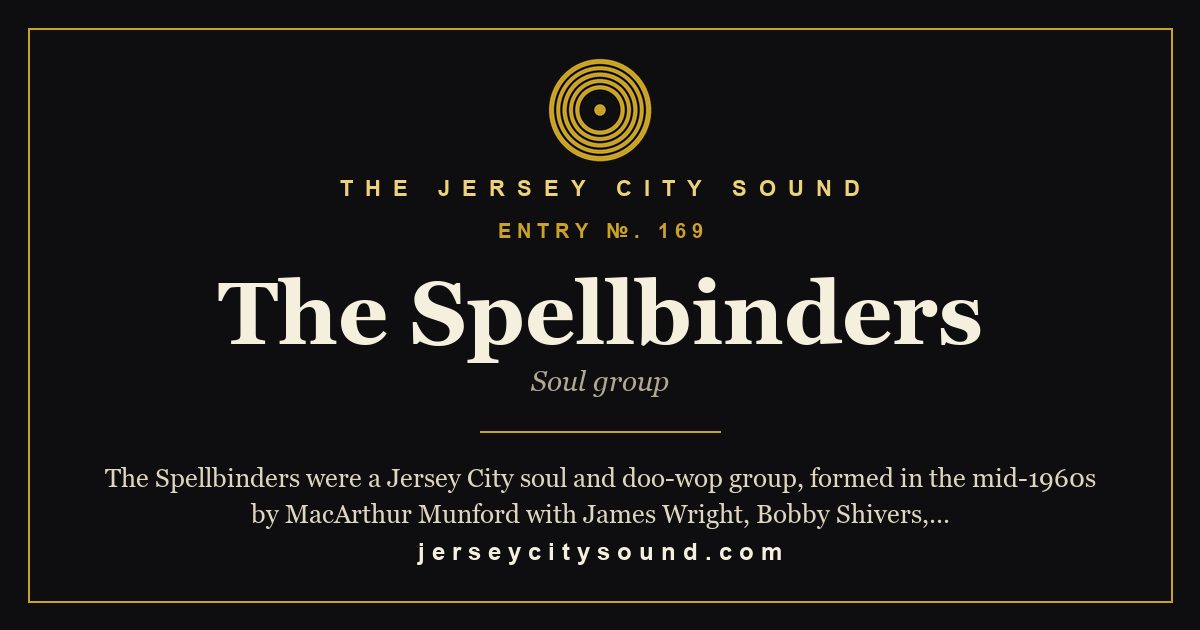 THE JERSEY CITY SOUND
ENTRY №. 169
The Spellbinders
Soul group
The Spellbinders were a Jersey City soul and doo-wop group, formed in the mid-1960s
by MacArthur Munford with James Wright, Bobby Shivers,...
jerseycitysound.com